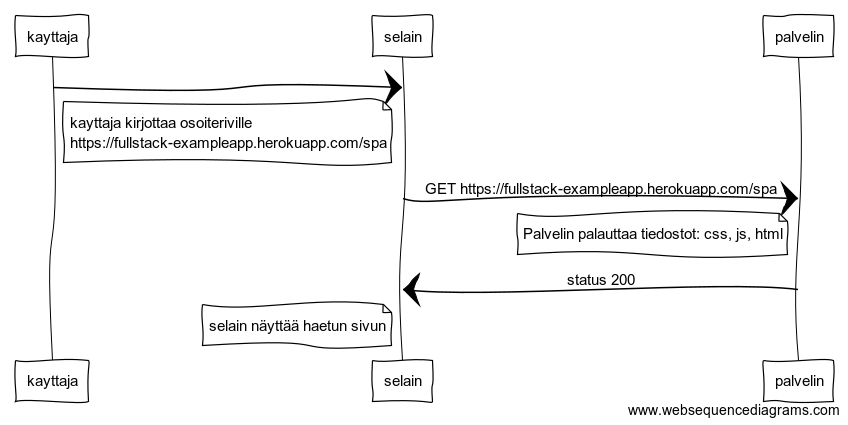 kayttaja
selain
palvelin
kayttaja kirjottaa osoiteriville
https://fullstack-exampleapp.herokuapp.com/spa
GET https://fullstack-exampleapp.herokuapp.com/spa
Palvelin palauttaa tiedostot: css, js, html
status 200
selain näyttää haetun sivun
kayttaja
selain
palvelin
www.websequencediagrams.com